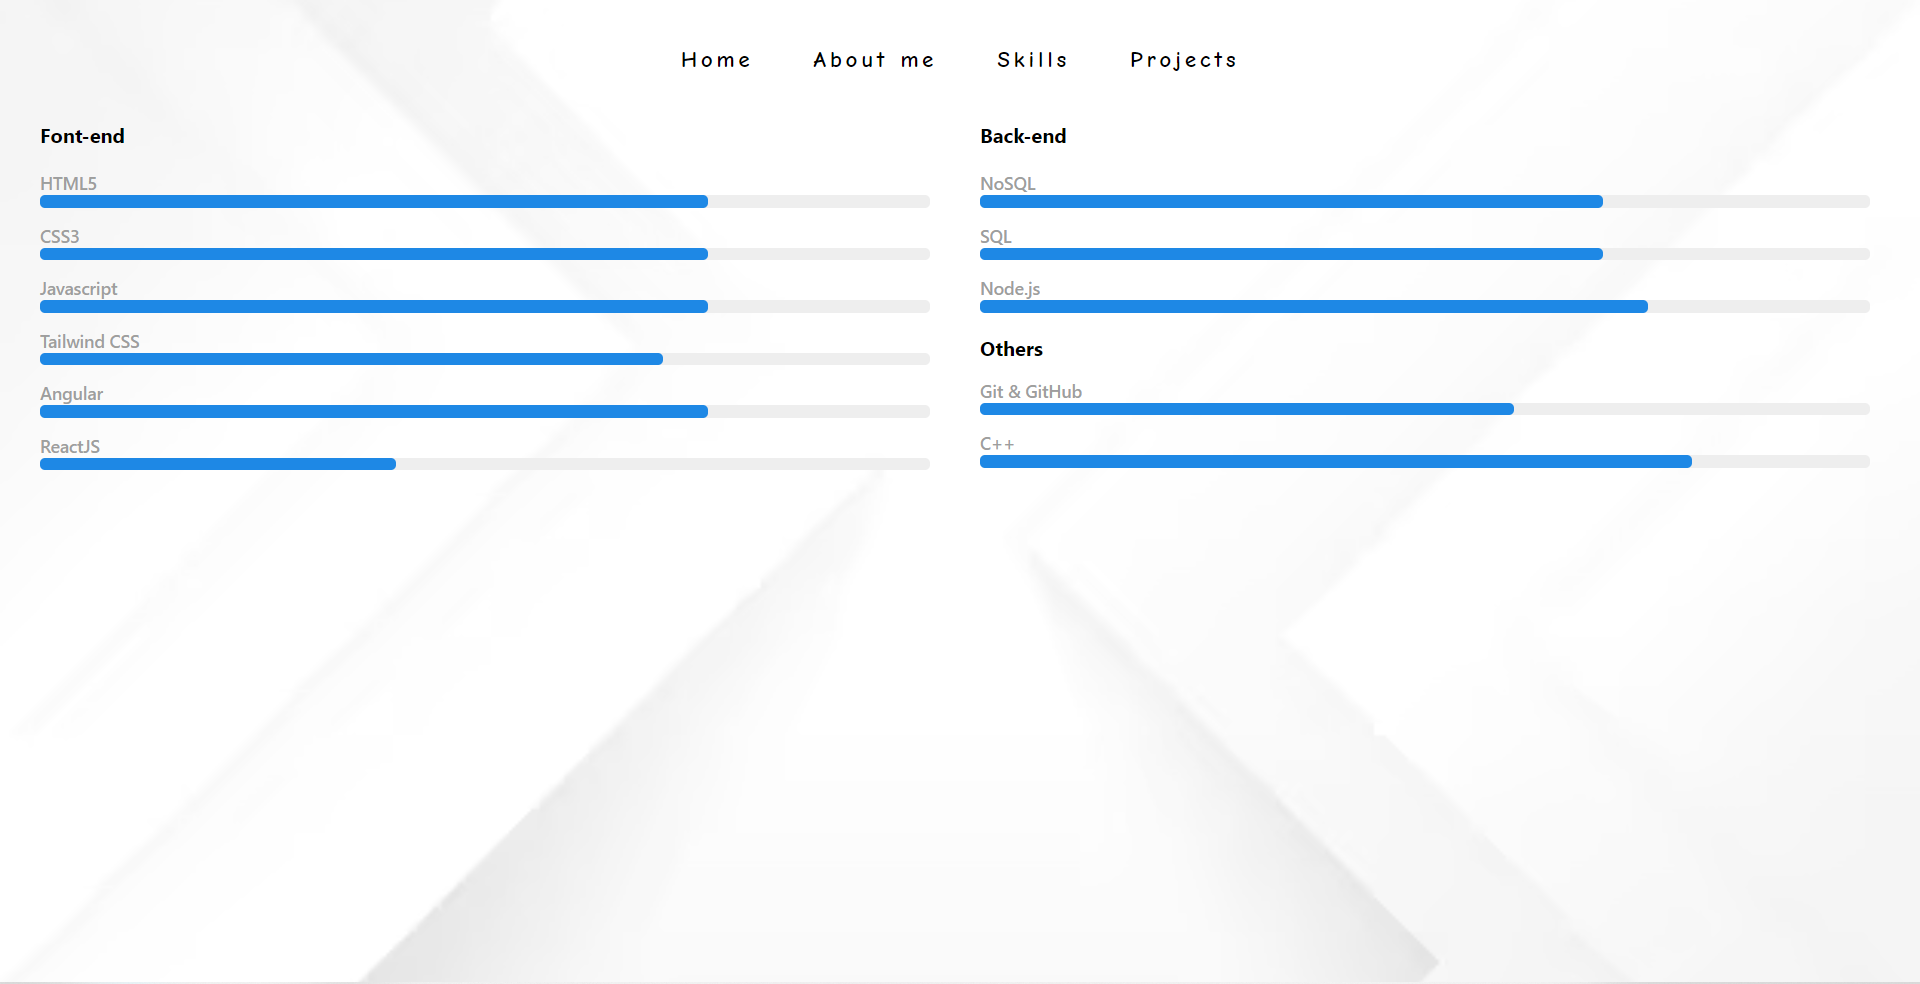 Home About me Skills Projects
Font-end
HTML5
CSS3
Javascript
Tailwind CSS
Angular
ReactJS
Back-end
NoSQL
SQL
Node.js
Others
Git & GitHub
C++